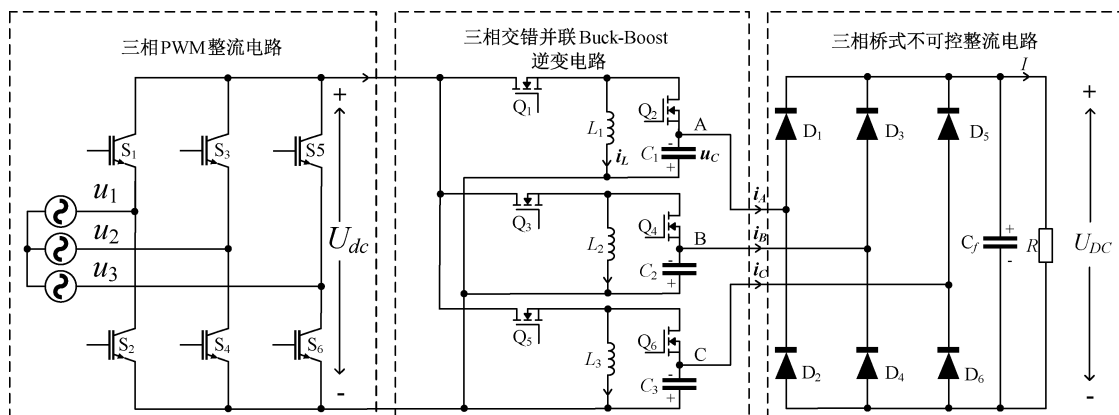 三相PWM整流电路
S1
S3
S5
u1
u2
u3
S2
S4
S6
+
Udc
-
三相交错并联Buck-Boost
逆变电路
Q1
Q2
L1
iL
A
-
C1
uC
+
Q3
Q4
L2
B
-
C2
+
Q5
Q6
L3
C
-
C3
+
iA
iB
iC
三相桥式不可控整流电路
I
D1
D3
D5
D2
D4
D6
+
Cf
-
R
+
UDC
-